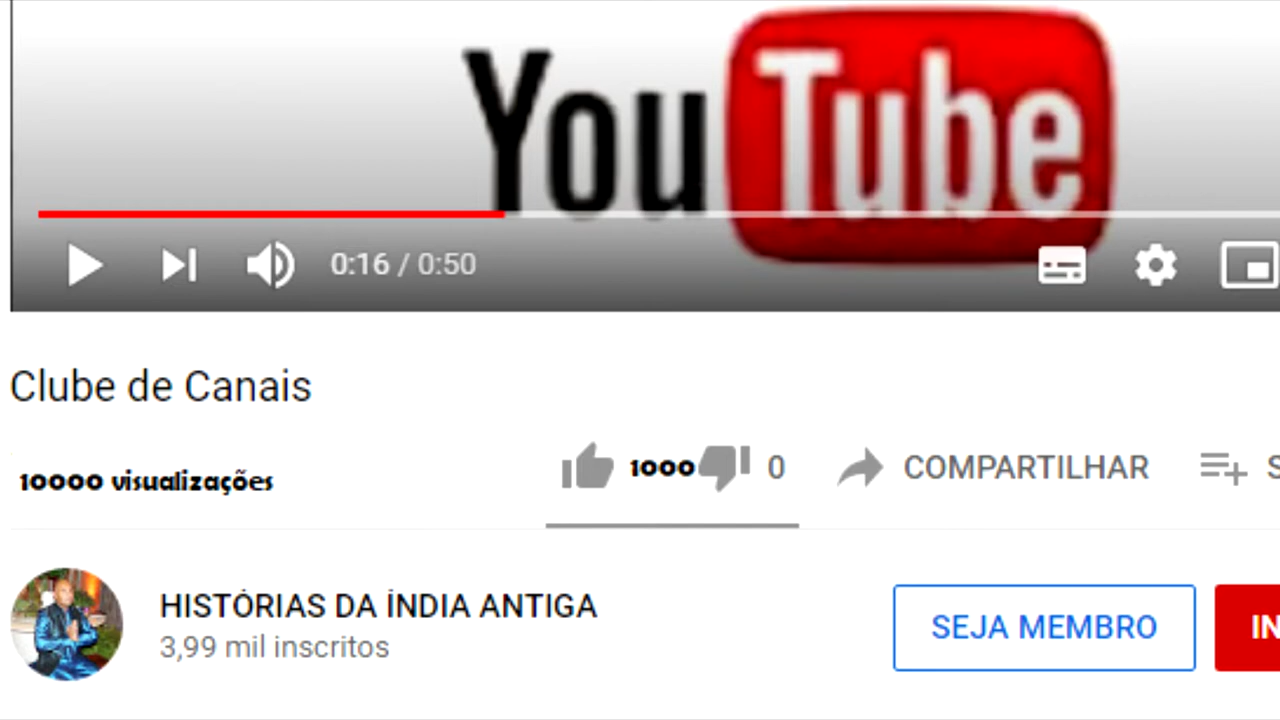 YouTube
0:16 / 0:50
Clube de Canais
10000 visualizações
1000 0 COMPARTILHAR S
HISTÓRIAS DA ÍNDIA ANTIGA
3,99 mil inscritos
SEJA MEMBRO IN